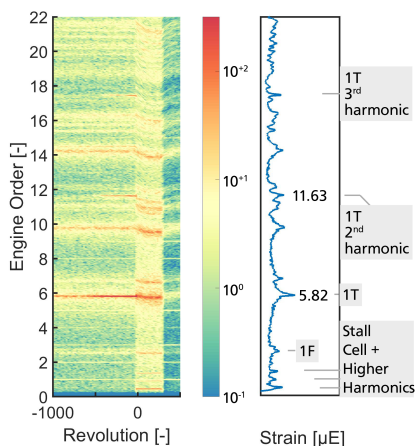 22
20
18
16
14
12
10
8
6
4
2
0
Engine Order [-]
-1000
0
Revolution [-]
10+2
10+1
100
10-1
1T
3rd
harmonic
11.63
1T
2nd
harmonic
5.82
1T
1F
Stall
Cell +
Higher
Harmonics
Strain [µE]